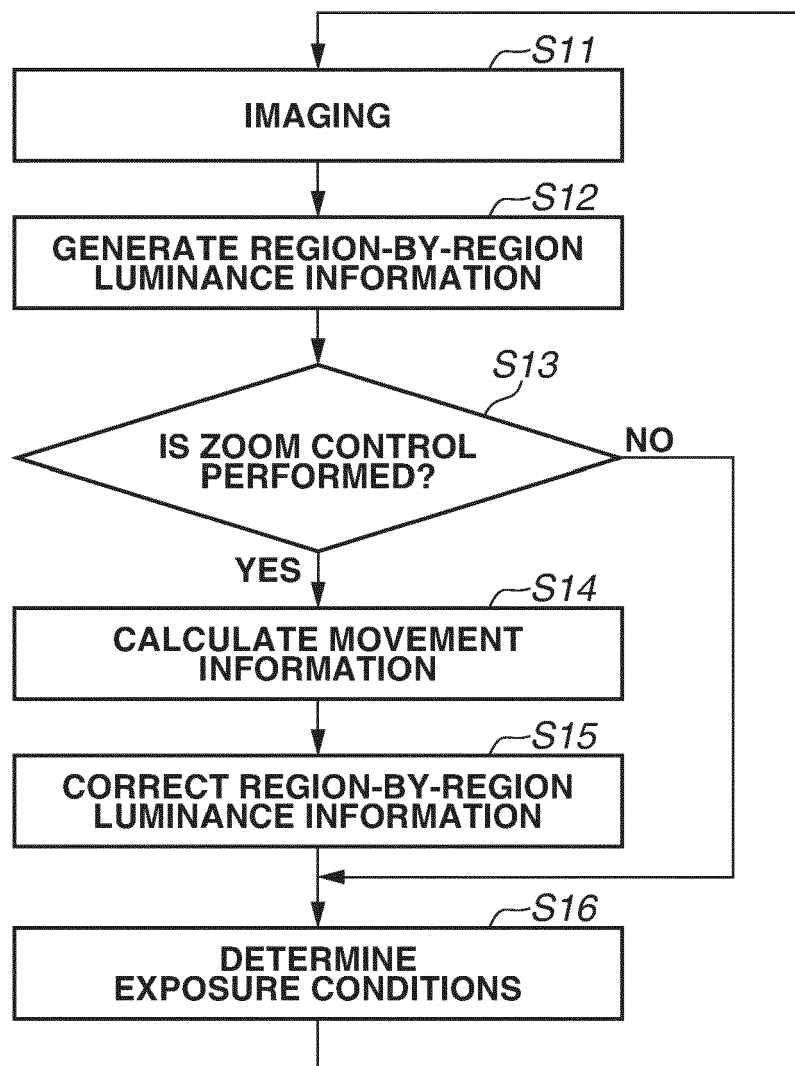 S11
IMAGING
S12
GENERATE REGION-BY-REGION
LUMINANCE INFORMATION
S13
IS ZOOM CONTROL
PERFORMED?
NO
YES
S14
CALCULATE MOVEMENT
INFORMATION
S15
CORRECT REGION-BY-REGION
LUMINANCE INFORMATION
S16
DETERMINE
EXPOSURE CONDITIONS